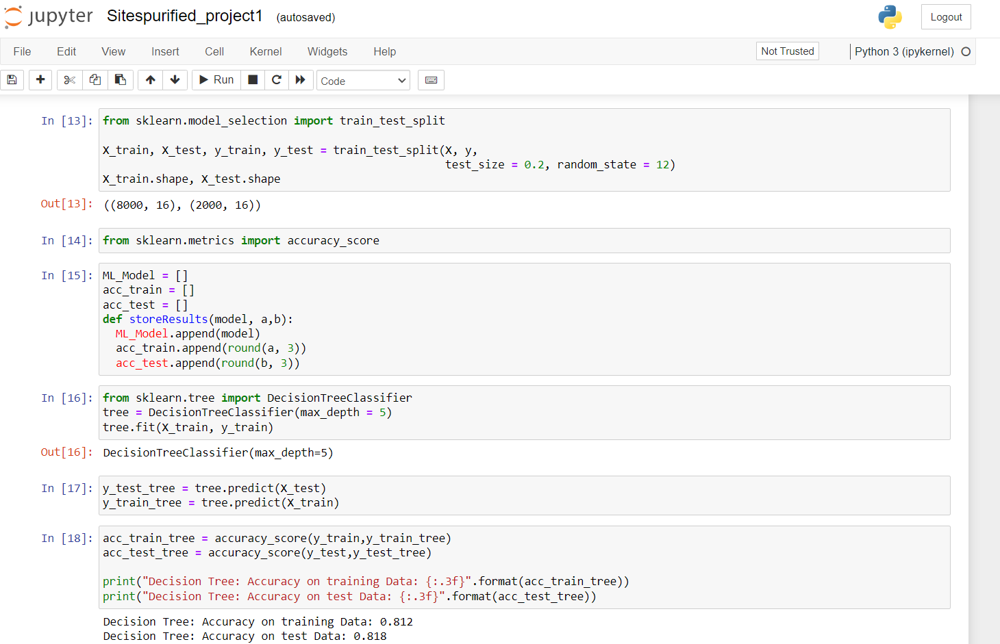 jupyter Sitespurified_project1 (autosaved) Logout
File Edit View Insert Cell Kernel Widgets Help Not Trusted Python 3 (ipykernel)
Run Code
In [13]: from sklearn.model_selection import train_test_split
X_train, X_test, y_train, y_test = train_test_split(X, y,
test_size = 0.2, random_state = 12)
X_train.shape, X_test.shape
Out[13]: ((8000, 16), (2000, 16))
In [14]: from sklearn.metrics import accuracy_score
In [15]: ML_Model = []
acc_train = []
acc_test = []
def storeResults(model, a,b):
ML_Model.append(model)
acc_train.append(round(a, 3))
acc_test.append(round(b, 3))
In [16]: from sklearn.tree import DecisionTreeClassifier
tree = DecisionTreeClassifier(max_depth = 5)
tree.fit(X_train, y_train)
Out[16]: DecisionTreeClassifier(max_depth=5)
In [17]: y_test_tree = tree.predict(X_test)
y_train_tree = tree.predict(X_train)
In [18]: acc_train_tree = accuracy_score(y_train,y_train_tree)
acc_test_tree = accuracy_score(y_test,y_test_tree)
print("Decision Tree: Accuracy on training Data: {:.3f}".format(acc_train_tree))
print("Decision Tree: Accuracy on test Data: {:.3f}".format(acc_test_tree))
Decision Tree: Accuracy on training Data: 0.812
Decision Tree: Accuracy on test Data: 0.818